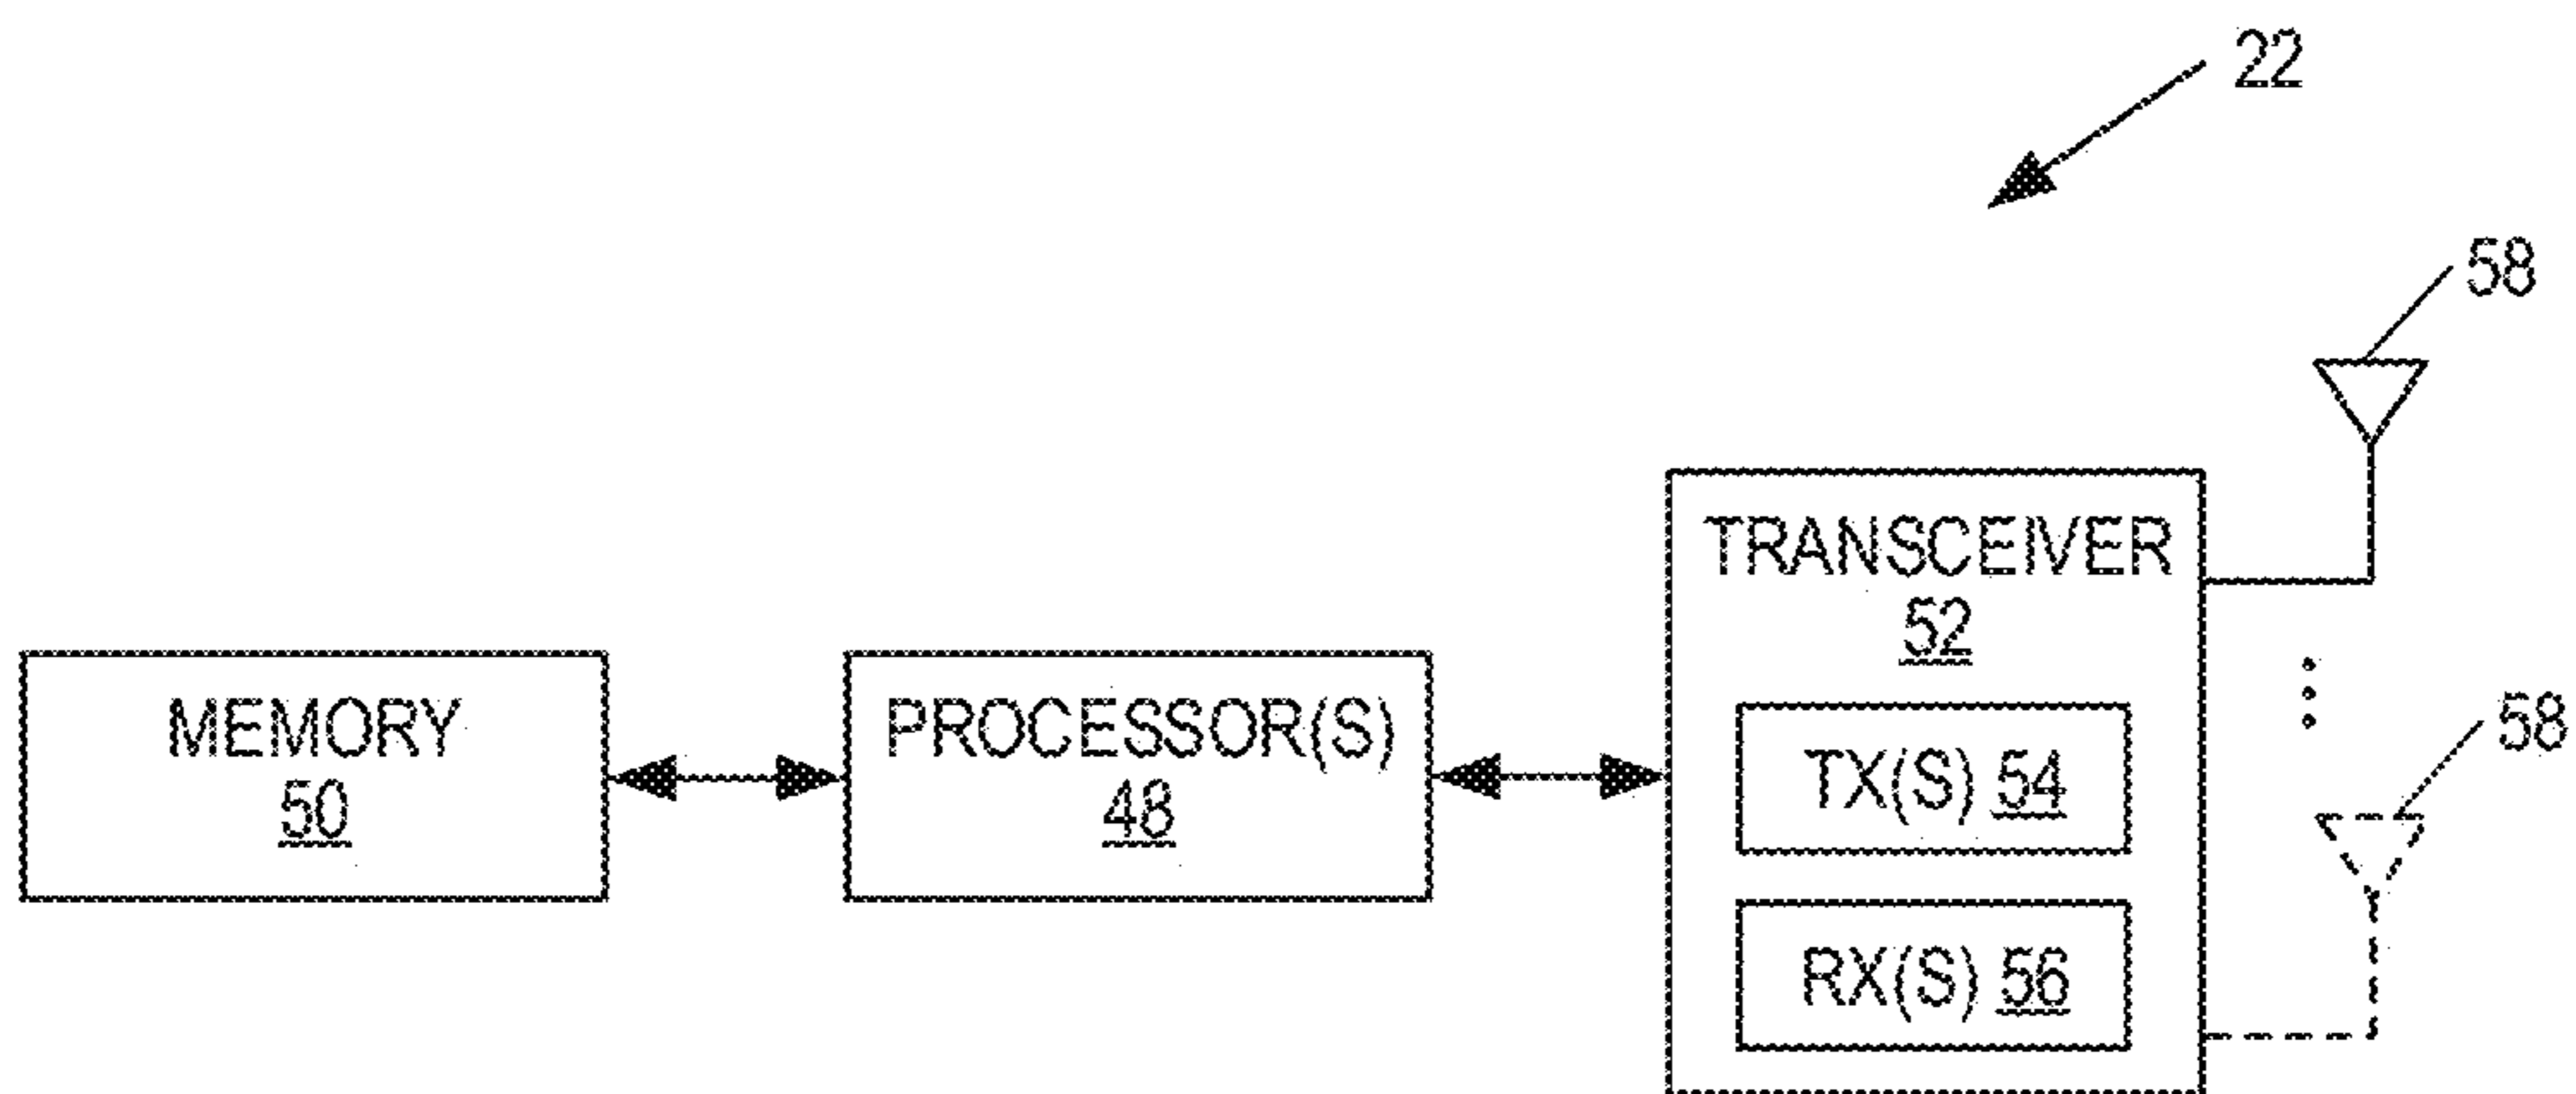 22
58
TRANSCEIVER
52
MEMORY
50
PROCESSOR(S)
48
TX(S) 54
58
RX(S) 56